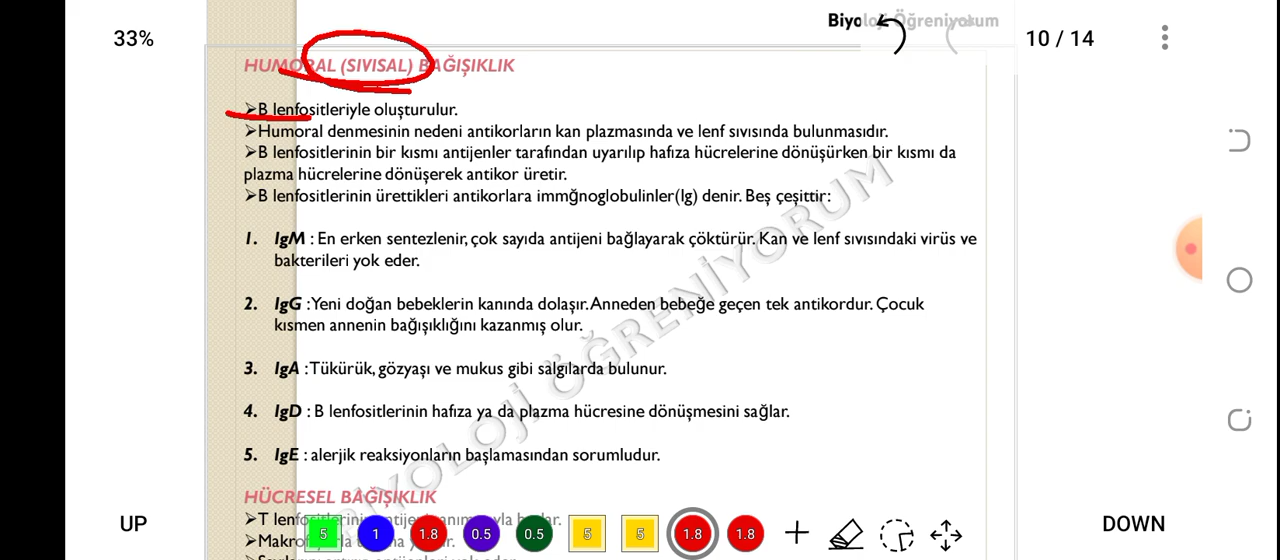 Biyoloji Öğreniyorum
33%
10 / 14
HUMORAL (SIVISAL) BAĞIŞIKLIK
➢B lenfositleriyle oluşturulur.
➢Humoral denmesinin nedeni antikorların kan plazmasında ve lenf sıvısında bulunmasıdır.
➢B lenfositlerinin bir kısmı antijenler tarafından uyarılıp hafıza hücrelerine dönüşürken bir kısmı da
plazma hücrelerine dönüşerek antikor üretir.
➢B lenfositlerinin ürettikleri antikorlara immğnoglobulinler(Ig) denir. Beş çeşittir:
1. IgM : En erken sentezlenir, çok sayıda antijeni bağlayarak çöktürür. Kan ve lenf sıvısındaki virüs ve
bakterileri yok eder.
2. IgG : Yeni doğan bebeklerin kanında dolaşır. Anneden bebeğe geçen tek antikordur. Çocuk
kısmen annenin bağışıklığını kazanmış olur.
3. IgA : Tükürük, gözyaşı ve mukus gibi salgılarda bulunur.
4. IgD : B lenfositlerinin hafıza ya da plazma hücresine dönüşmesini sağlar.
5. IgE : alerjik reaksiyonların başlamasından sorumludur.
BİYOLOJİ ÖĞRENİYORUM
HÜCRESEL BAĞIŞIKLIK
➢T lenfositlerinin
5 1 1.8 0.5 0.5 5 5 1.8 1.8
UP
DOWN